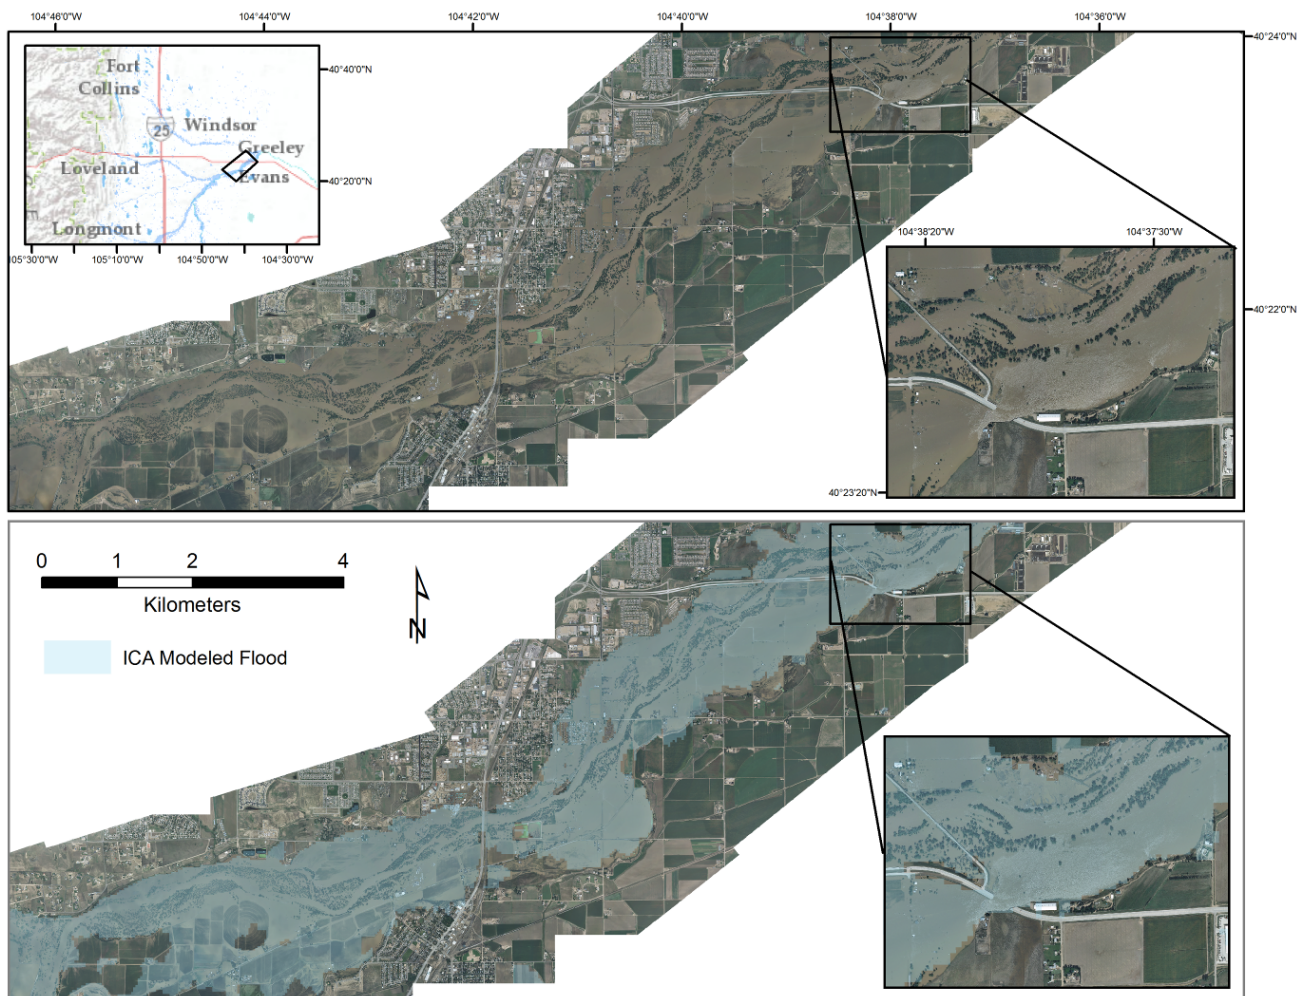 104°46'0"W 104°44'0"W 104°42'0"W 104°40'0"W 104°38'0"W 104°36'0"W
40°24'0"N
Fort
Collins
40°40'0"N
25
Windsor
Greeley
Loveland
Evans
40°20'0"N
Longmont
105°30'0"W 105°10'0"W 104°50'0"W 104°30'0"W
104°38'20"W 104°37'30"W
40°22'0"N
40°23'20"N
0 1 2 4
Kilometers
N
ICA Modeled Flood